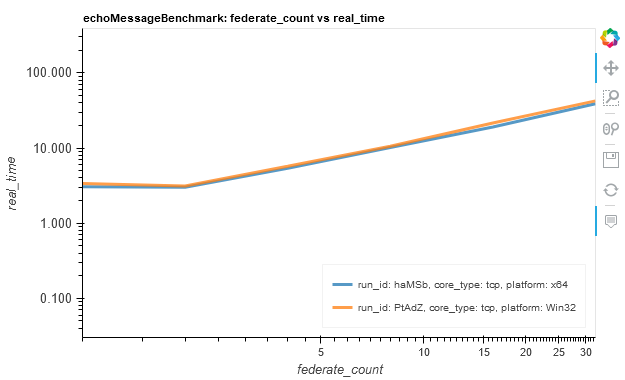 echoMessageBenchmark: federate_count vs real_time
100.000
10.000
1.000
0.100
real_time
run_id: haMSb, core_type: tcp, platform: x64
run_id: PtAdZ, core_type: tcp, platform: Win32
5
10
15
20
25
30
federate_count